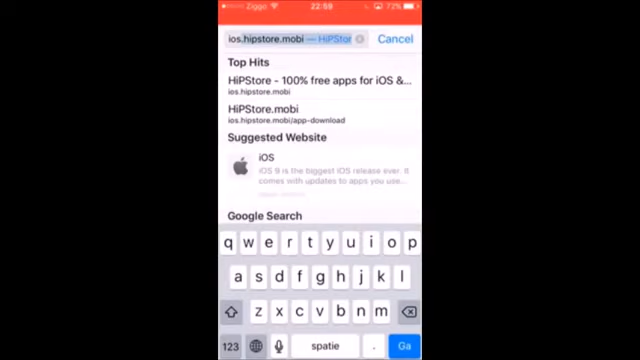 Ziggo 22:59 73%
ios.hipstore.mobi — HiPStor Cancel
Top Hits
HiPStore - 100% free apps for iOS &...
ios.hipstore.mobi
HiPStore.mobi
ios.hipstore.mobi/app-download
Suggested Website
iOS
iOS 9 is the biggest iOS release ever. It
comes with updates to apps you use...
Google Search
q w e r t y u i o p
a s d f g h j k l
z x c v b n m
123 spatie . Ga